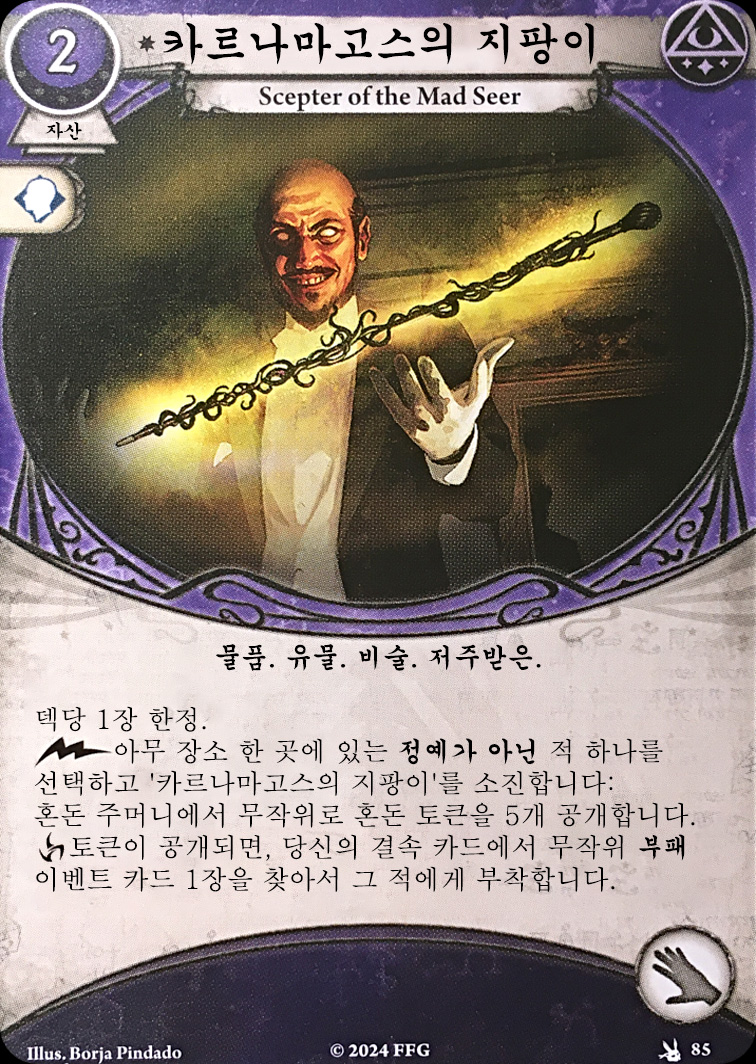 2
*카르나마고스의 지팡이
Scepter of the Mad Seer
자산
물품. 유물. 비술. 저주받은.
덱당 1장 한정.
아무 장소 한 곳에 있는 정예가 아닌 적 하나를
선택하고 '카르나마고스의 지팡이'를 소진합니다:
혼돈 주머니에서 무작위로 혼돈 토큰을 5개 공개합니다.
토큰이 공개되면, 당신의 결속 카드에서 무작위 부패
이벤트 카드 1장을 찾아서 그 적에게 부착합니다.
Illus. Borja Pindado
© 2024 FFG
85